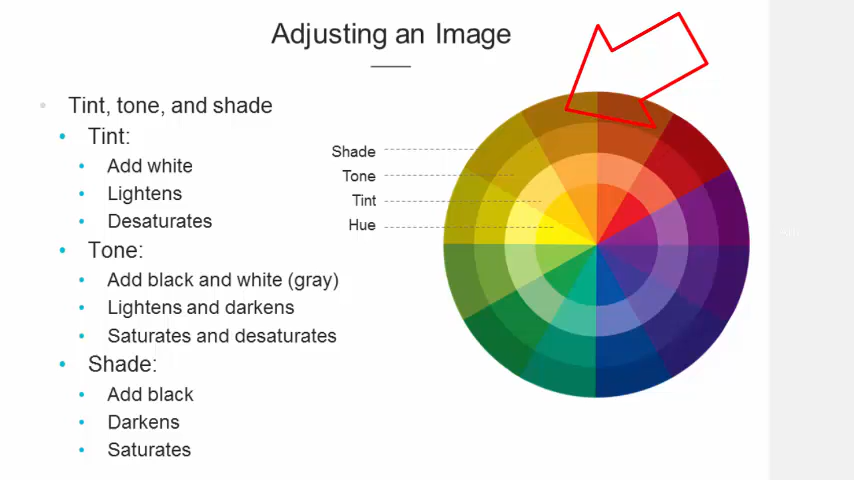 Adjusting an Image
Tint, tone, and shade
Tint:
Add white
Lightens
Desaturates
Tone:
Add black and white (gray)
Lightens and darkens
Saturates and desaturates
Shade:
Add black
Darkens
Saturates
Shade
Tone
Tint
Hue